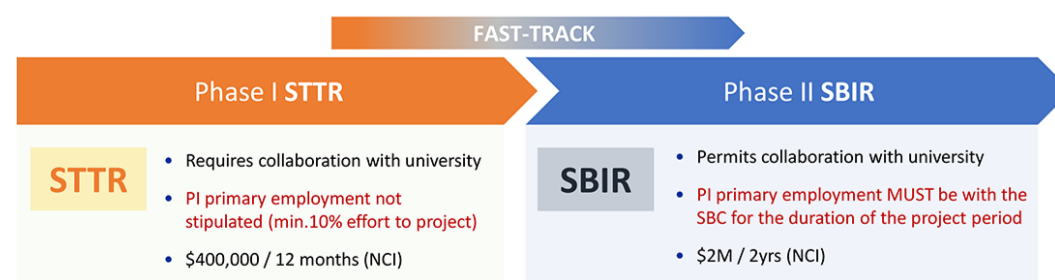 FAST-TRACK
Phase I STTR
Phase II SBIR
STTR
• Requires collaboration with university
• PI primary employment not
stipulated (min.10% effort to project)
• $400,000 / 12 months (NCI)
SBIR
• Permits collaboration with university
• PI primary employment MUST be with the
SBC for the duration of the project period
• $2M / 2yrs (NCI)